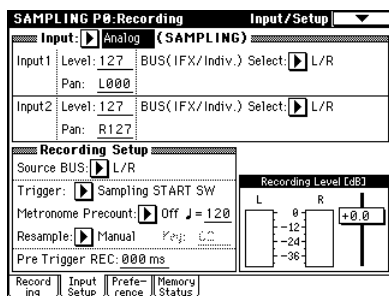 SAMPLING P0:Recording Input/Setup
Input: Analog (SAMPLING)
Input1 Level: 127 BUS(IFX/Indiv.) Select: L/R
Pan: L000
Input2 Level: 127 BUS(IFX/Indiv.) Select: L/R
Pan: R127
Recording Setup
Source BUS: L/R
Trigger: Sampling START SW
Metronome Precount: Off ♩= 120
Resample: Manual Key: C2
Pre Trigger REC: 000 ms
Recording Level [dB]
L R
0
+0.0
-12
-24
-36
Record ing Input Setup Prefe- rence Memory Status